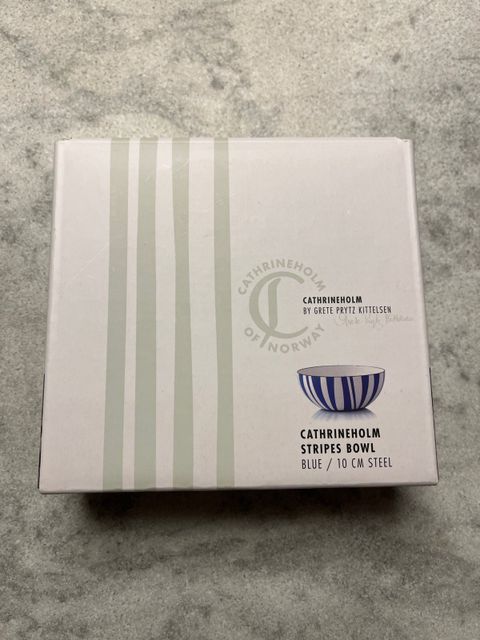 CATHRINEHOLM
OF NORWAY
CATHRINEHOLM
BY GRETE PRYTZ KITTELSEN
CATHRINEHOLM
STRIPES BOWL
BLUE / 10 CM STEEL